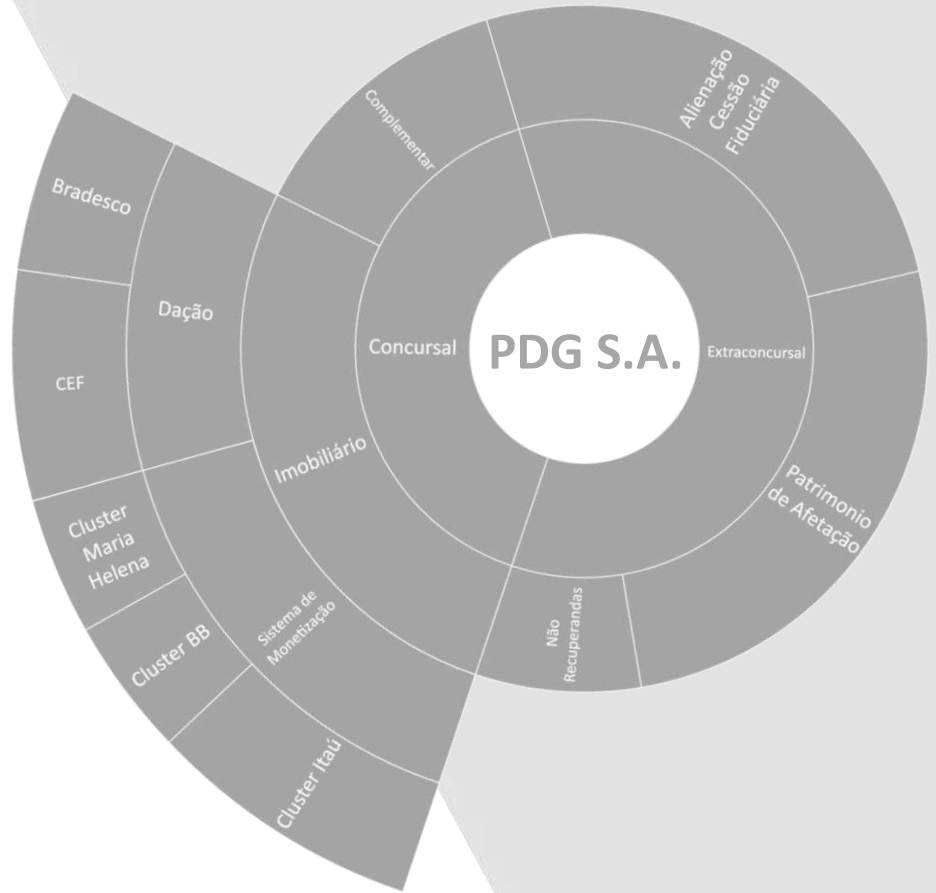 PDG S.A.
Concursal
Extraconcursal
Complementar
Imobiliário
Alienação
Cessão
Fiduciária
Patrimonio
de Afetação
Não
Recuperandas
Dação
Sistema de
Monetização
Bradesco
CEF
Cluster
Maria
Helena
Cluster BB
Cluster Itaú